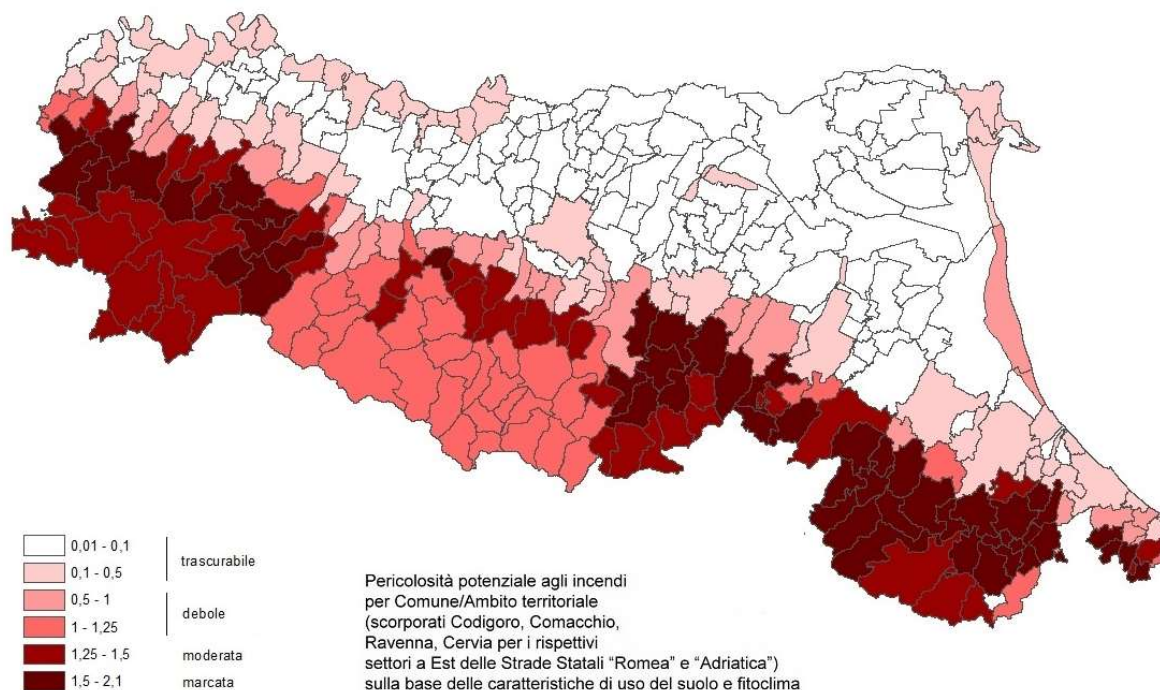 0,01 - 0,1
trascurabile
0,1 - 0,5
0,5 - 1
debole
1 - 1,25
1,25 - 1,5 moderata
1,5 - 2,1 marcata
Pericolosità potenziale agli incendi
per Comune/Ambito territoriale
(scorporati Codigoro, Comacchio,
Ravenna, Cervia per i rispettivi
settori a Est delle Strade Statali “Romea” e “Adriatica”)
sulla base delle caratteristiche di uso del suolo e fitoclima